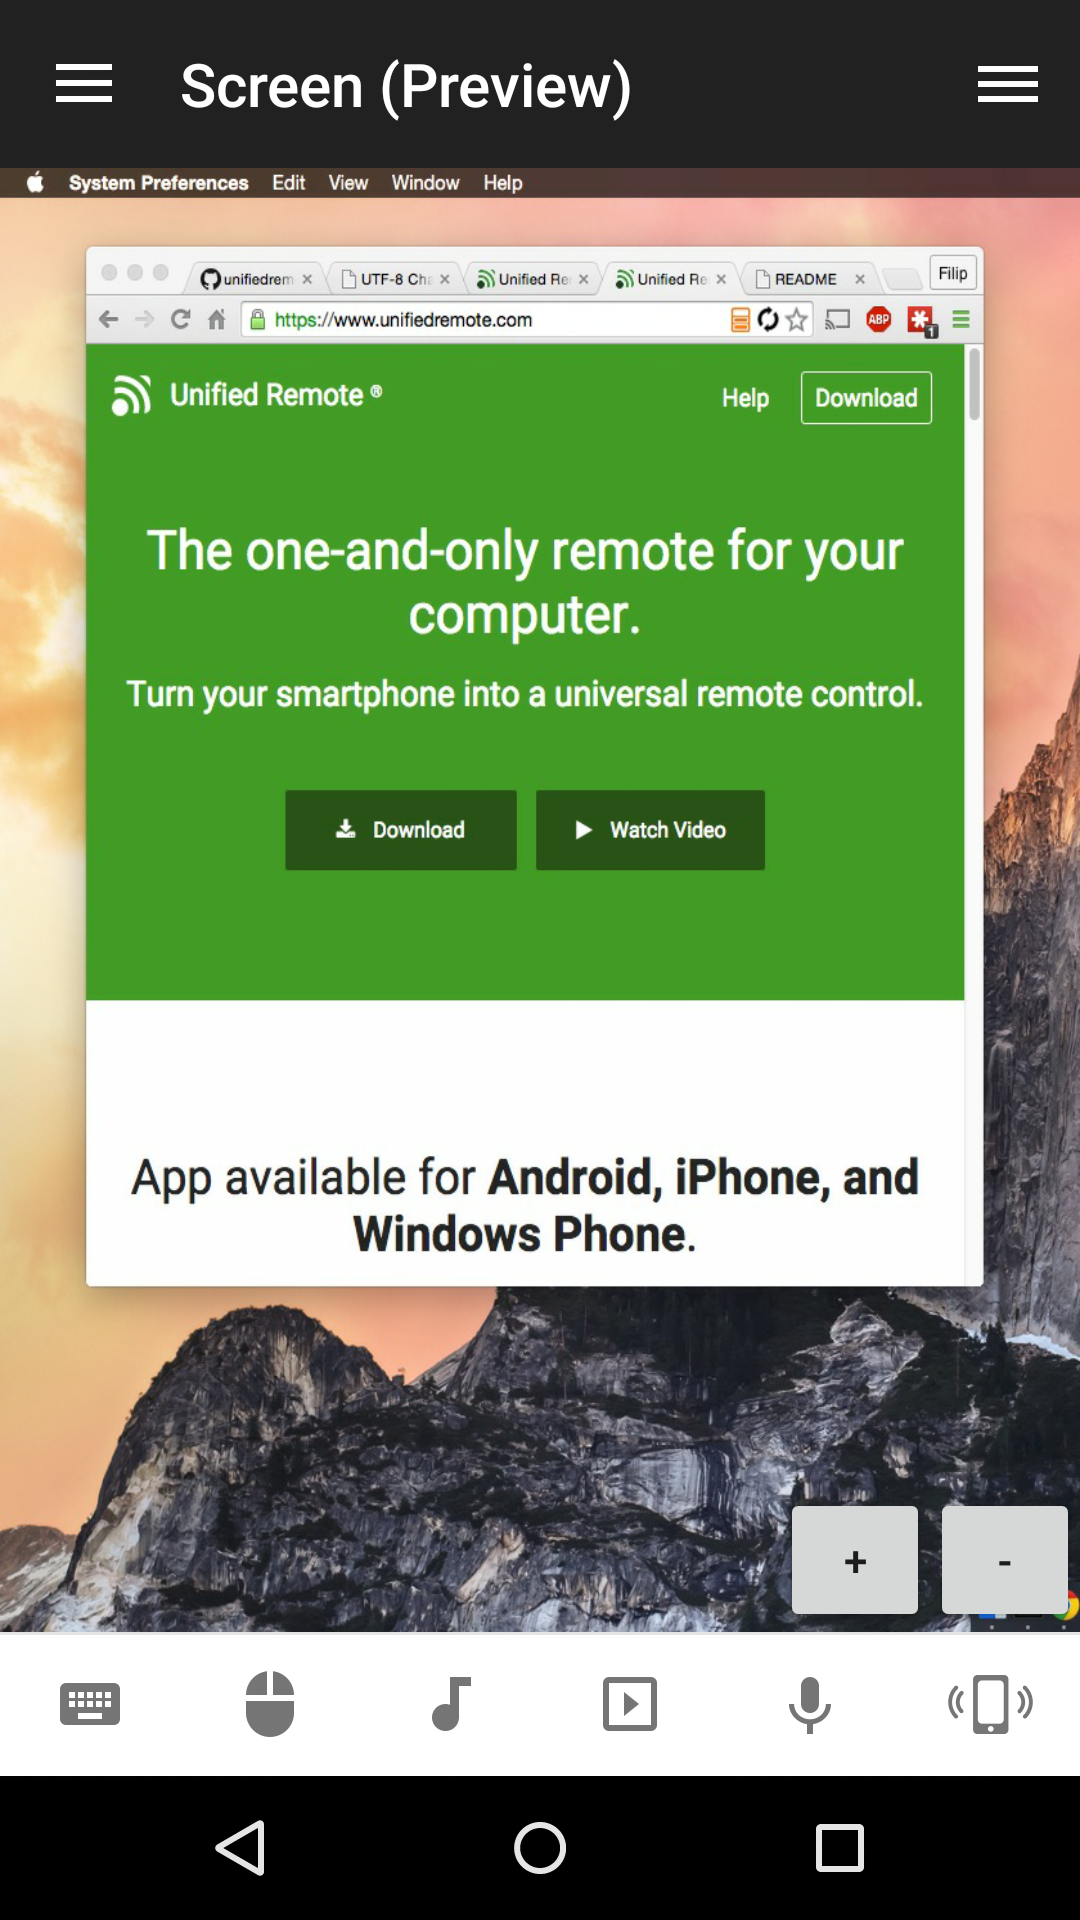 Screen (Preview)
System Preferences Edit View Window Help
unifiedrem UTF-8 Cha Unified Re Unified Re README Filip
https://www.unifiedremote.com ABP 1
Unified Remote ® Help Download
The one-and-only remote for your
computer.
Turn your smartphone into a universal remote control.
Download Watch Video
App available for Android, iPhone, and
Windows Phone.
+ -